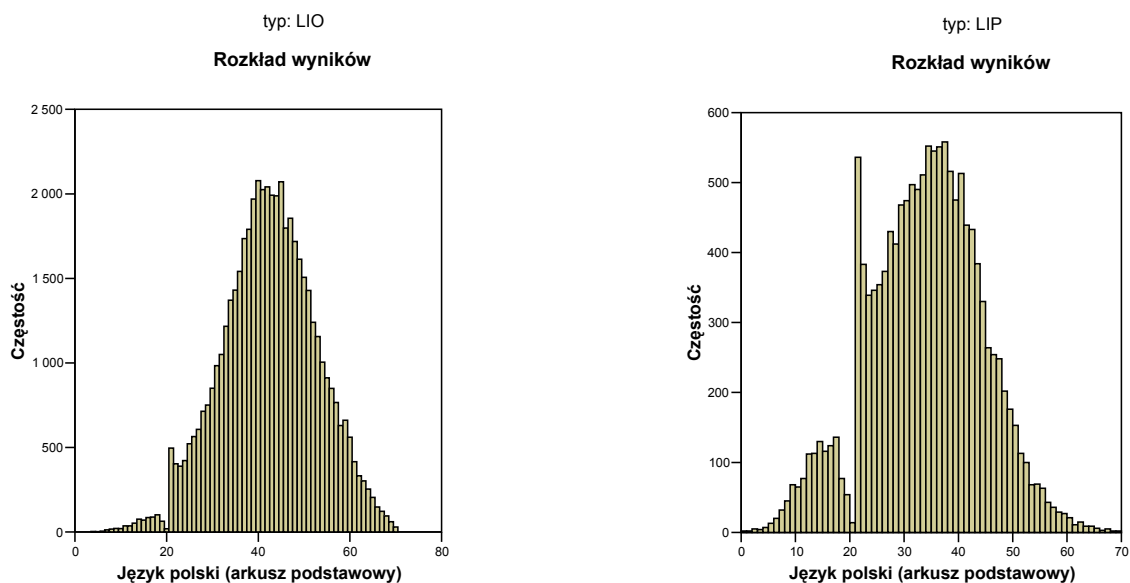 typ: LIO
Rozkład wyników
2 500
2 000
1 500
1 000
500
0
Częstość
0 20 40 60 80
Język polski (arkusz podstawowy)
typ: LIP
Rozkład wyników
600
500
400
300
200
100
0
Częstość
0 10 20 30 40 50 60 70
Język polski (arkusz podstawowy)